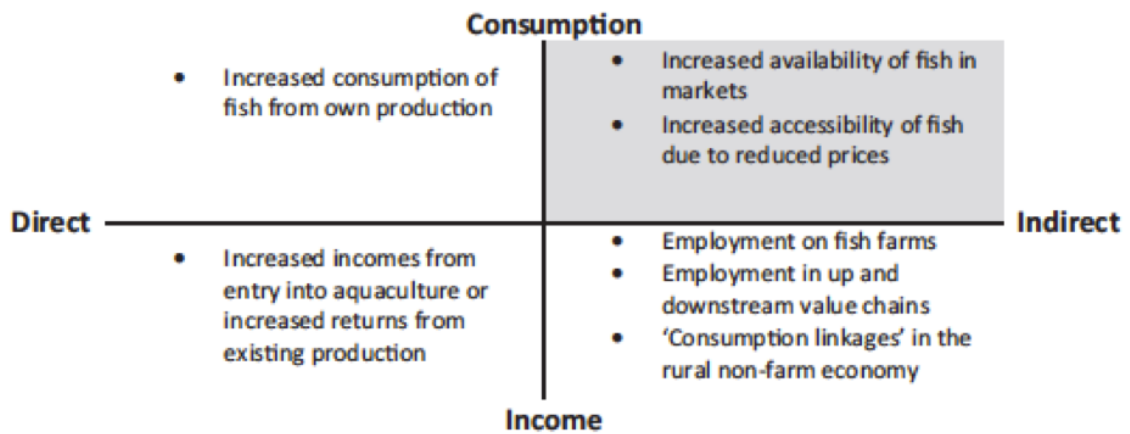 Consumption
• Increased consumption of
fish from own production
• Increased availability of fish in
markets
• Increased accessibility of fish
due to reduced prices
Direct
Indirect
• Increased incomes from
entry into aquaculture or
increased returns from
existing production
• Employment on fish farms
• Employment in up and
downstream value chains
• ‘Consumption linkages’ in the
rural non-farm economy
Income